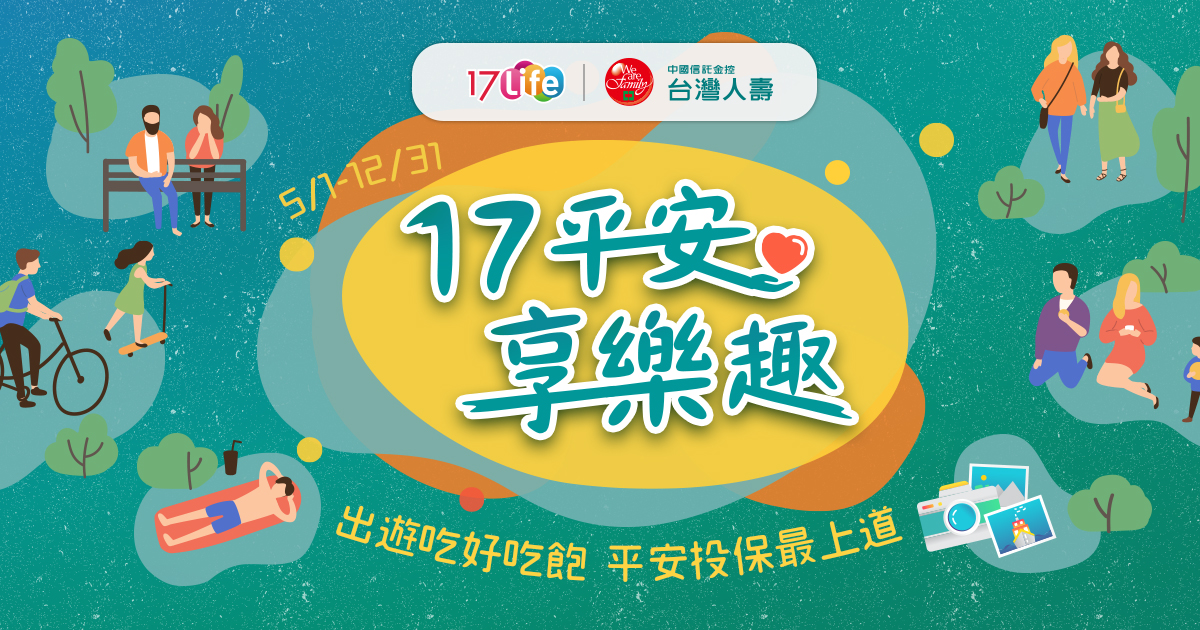 17Life
We Care Family
中國信託金控
台灣人壽
5/1-12/31
17平安
享樂趣
出遊吃好吃飽 平安投保最上道